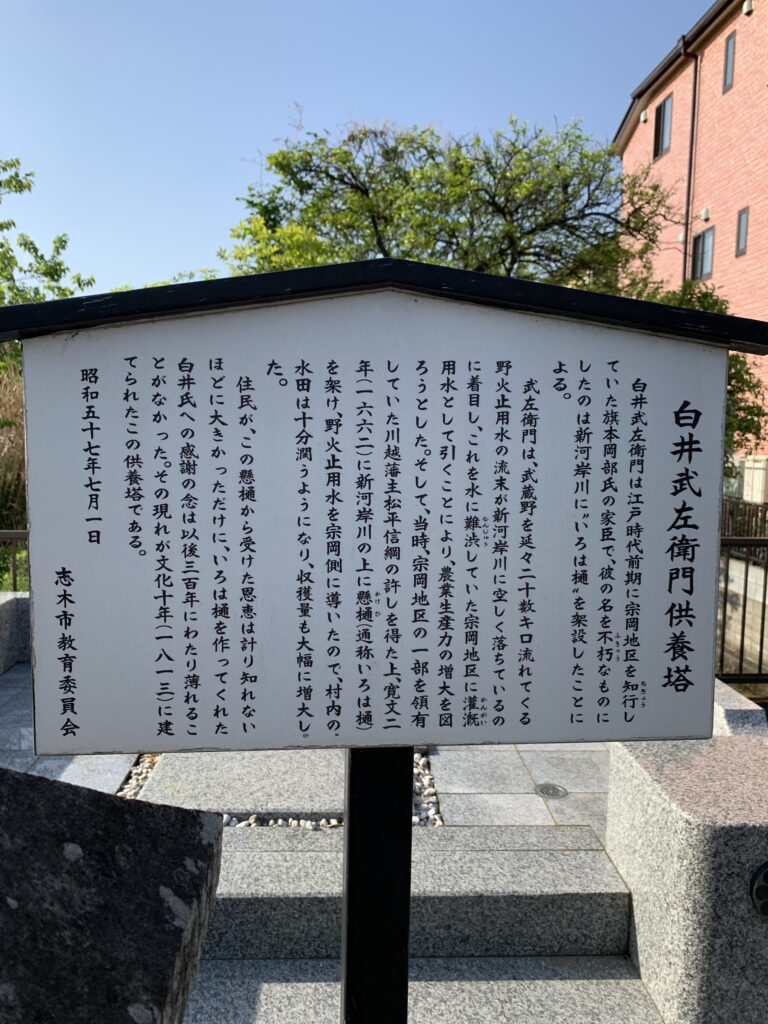 白井武左衛門供養塔
白井武左衛門は江戸時代前期に宗岡地区を知行し
ていた旗本岡部氏の家臣で、彼の名を不朽なものに
したのは新河岸川に〝いろは樋〟を架設したことに
よる。
武左衛門は、武蔵野を延々二十数キロ流れてくる
野火止用水の流末が新河岸川に空しく落ちているの
に着目し、これを水に難渋していた宗岡地区に灌漑
用水として引くことにより、農業生産力の増大を図
ろうとした。そして、当時、宗岡地区の一部を領有
していた川越藩主松平信綱の許しを得た上、寛文二
年(一六六二)に新河岸川の上に懸樋(通称いろは樋)
を架け、野火止用水を宗岡側に導いたので、村内の
水田は十分潤うようになり、収穫量も大幅に増大し
た。
住民が、この懸樋から受けた恩恵は計り知れない
ほどに大きかっただけに、いろは樋を作ってくれた
白井氏への感謝の念は以後三百年にわたり薄れるこ
とがなかった。その現れが文化十年(一八一三)に建
てられたこの供養塔である。
昭和五十七年七月一日
志木市教育委員会